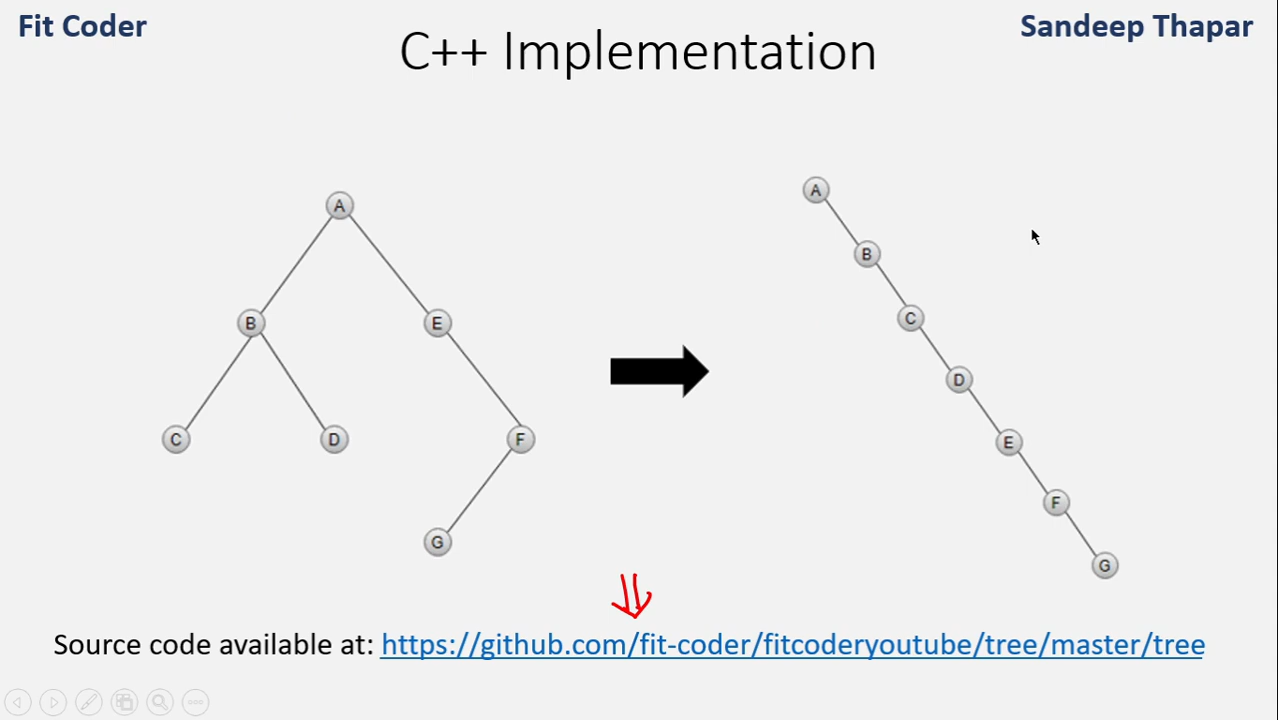 Fit Coder
Sandeep Thapar
C++ Implementation
A
B
E
C
D
F
G
A
B
C
D
E
F
G
Source code available at: https://github.com/fit-coder/fitcoderyoutube/tree/master/tree